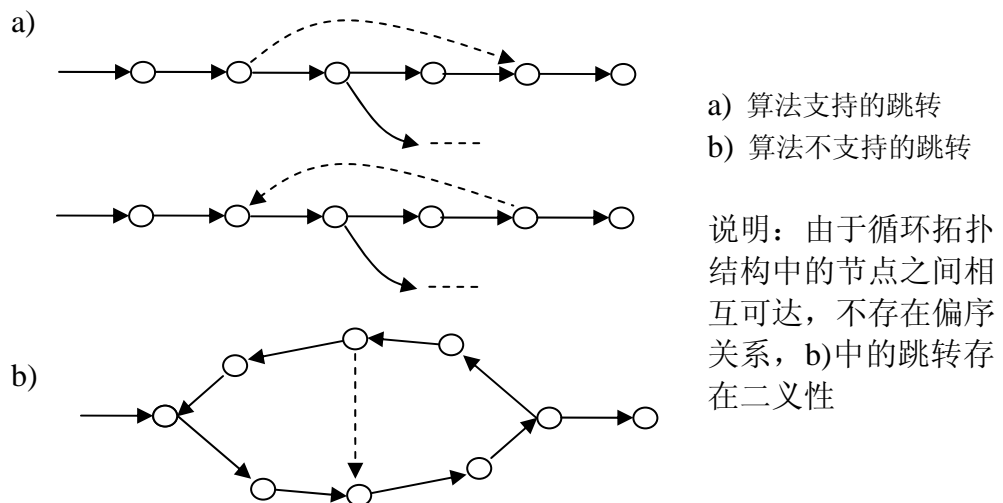 a)
a) 算法支持的跳转
b) 算法不支持的跳转
说明：由于循环拓扑
结构中的节点之间相
互可达，不存在偏序
关系，b)中的跳转存
在二义性
b)